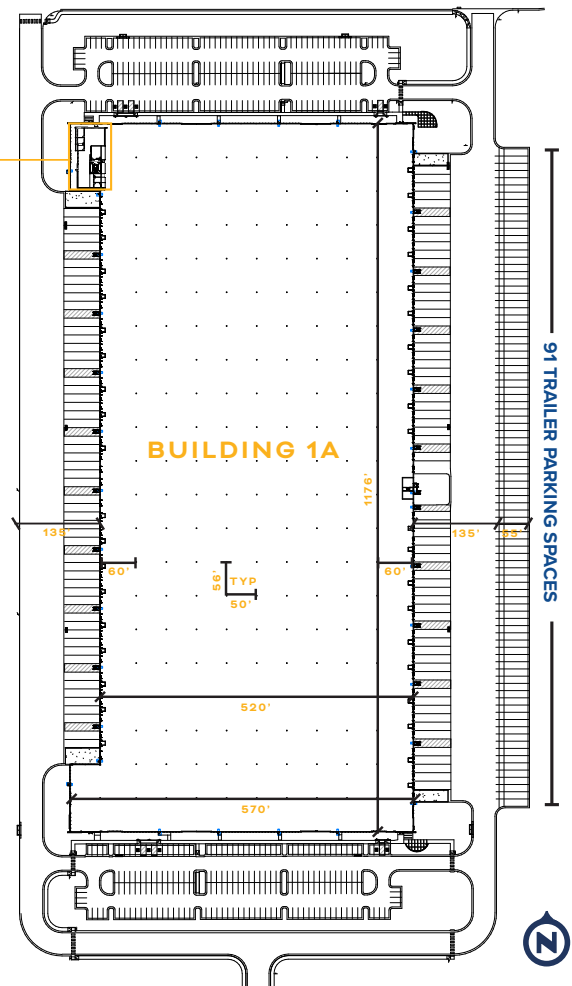 BUILDING 1A
1176'
91 TRAILER PARKING SPACES
135'
135'
55'
60'
56'
TYP
50'
60'
520'
570'
N